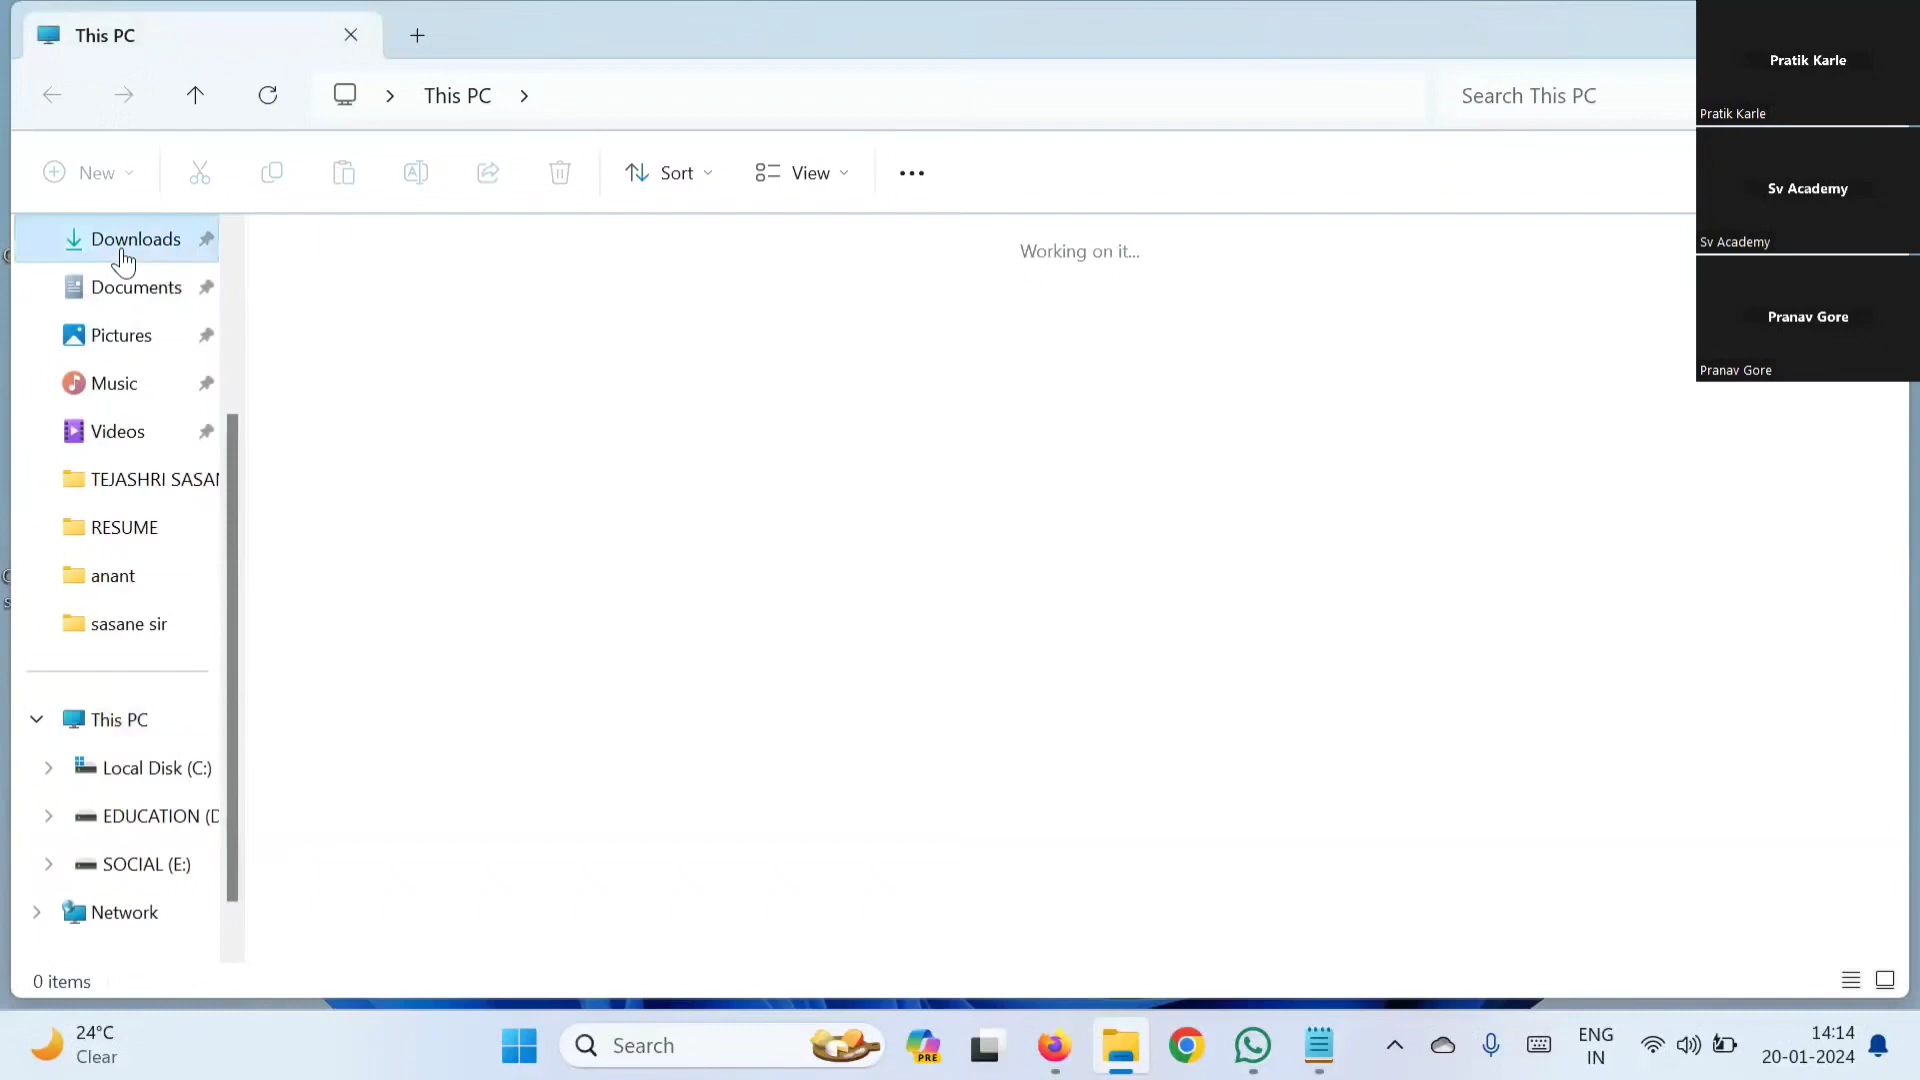 This PC
This PC
Search This PC
New
Sort
View
Downloads
Working on it...
Documents
Pictures
Music
Videos
TEJASHRI SASAN
RESUME
anant
sasane sir
This PC
Local Disk (C:)
EDUCATION (D
SOCIAL (E:)
Network
0 items
Pratik Karle
Pratik Karle
Sv Academy
Sv Academy
Pranav Gore
Pranav Gore
24°C
Clear
Search
PRE
ENG
IN
14:14
20-01-2024